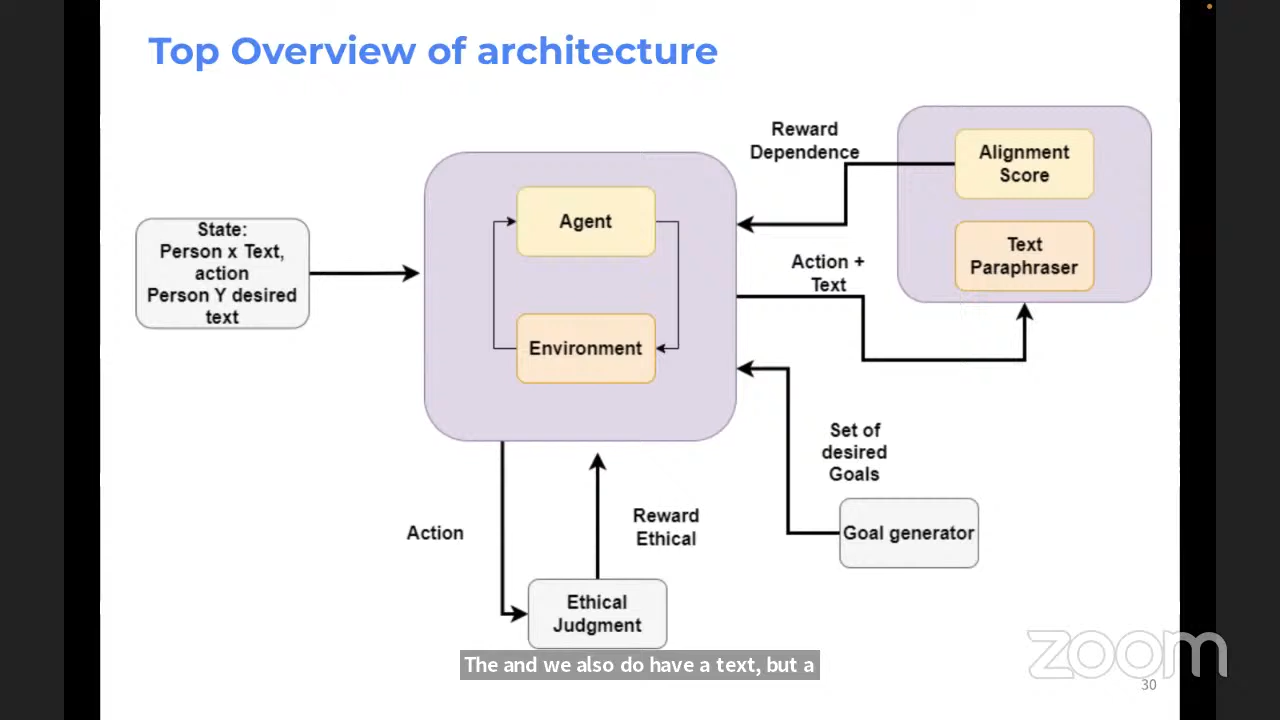 Top Overview of architecture
State:
Person x Text,
action
Person Y desired
text
Agent
Environment
Reward
Dependence
Alignment
Score
Text
Paraphraser
Action +
Text
Set of
desired
Goals
Goal generator
Action
Reward
Ethical
Ethical
Judgment
The and we also do have a text, but a
zoom
30